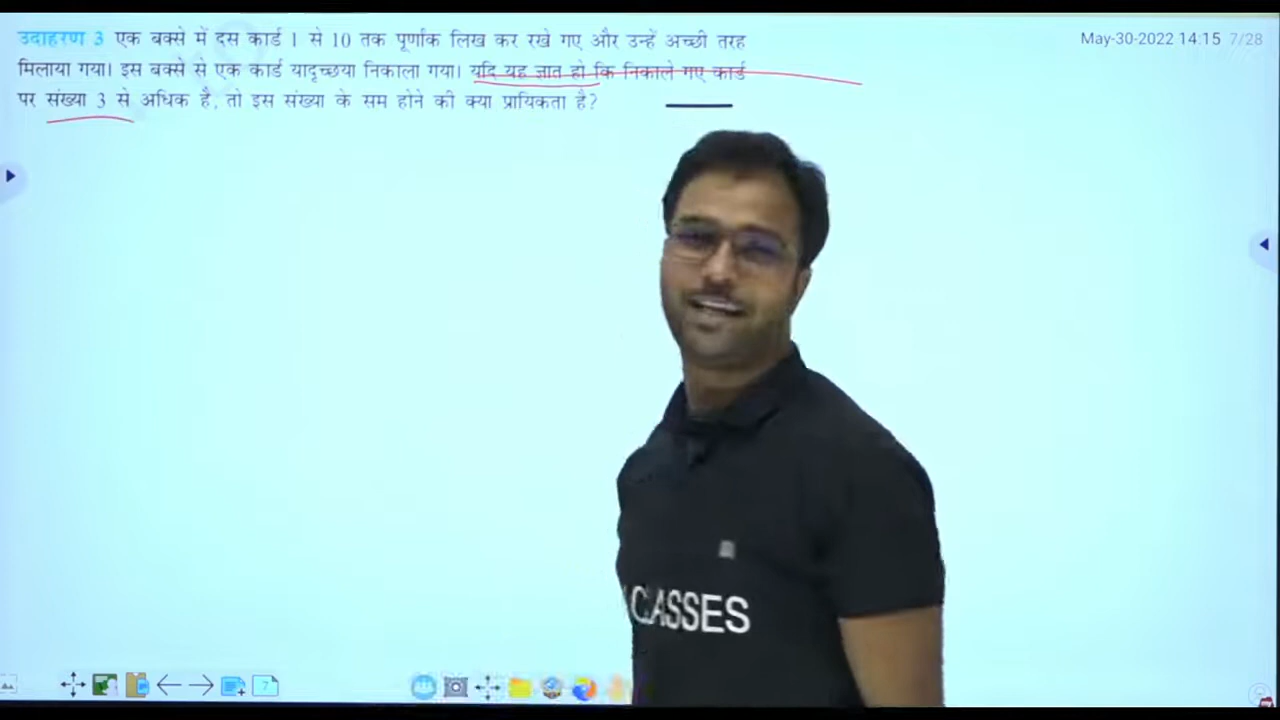 उदाहरण 3 एक बक्से में दस कार्ड 1 से 10 तक पूर्णांक लिख कर रखे गए और उन्हें अच्छी तरह
मिलाया गया। इस बक्से से एक कार्ड यादृच्छया निकाला गया। यदि यह ज्ञात हो कि निकाले गए कार्ड
पर संख्या 3 से अधिक है, तो इस संख्या के सम होने की क्या प्रायिकता है?
May-30-2022 14:15 7/28
CLASSES
7